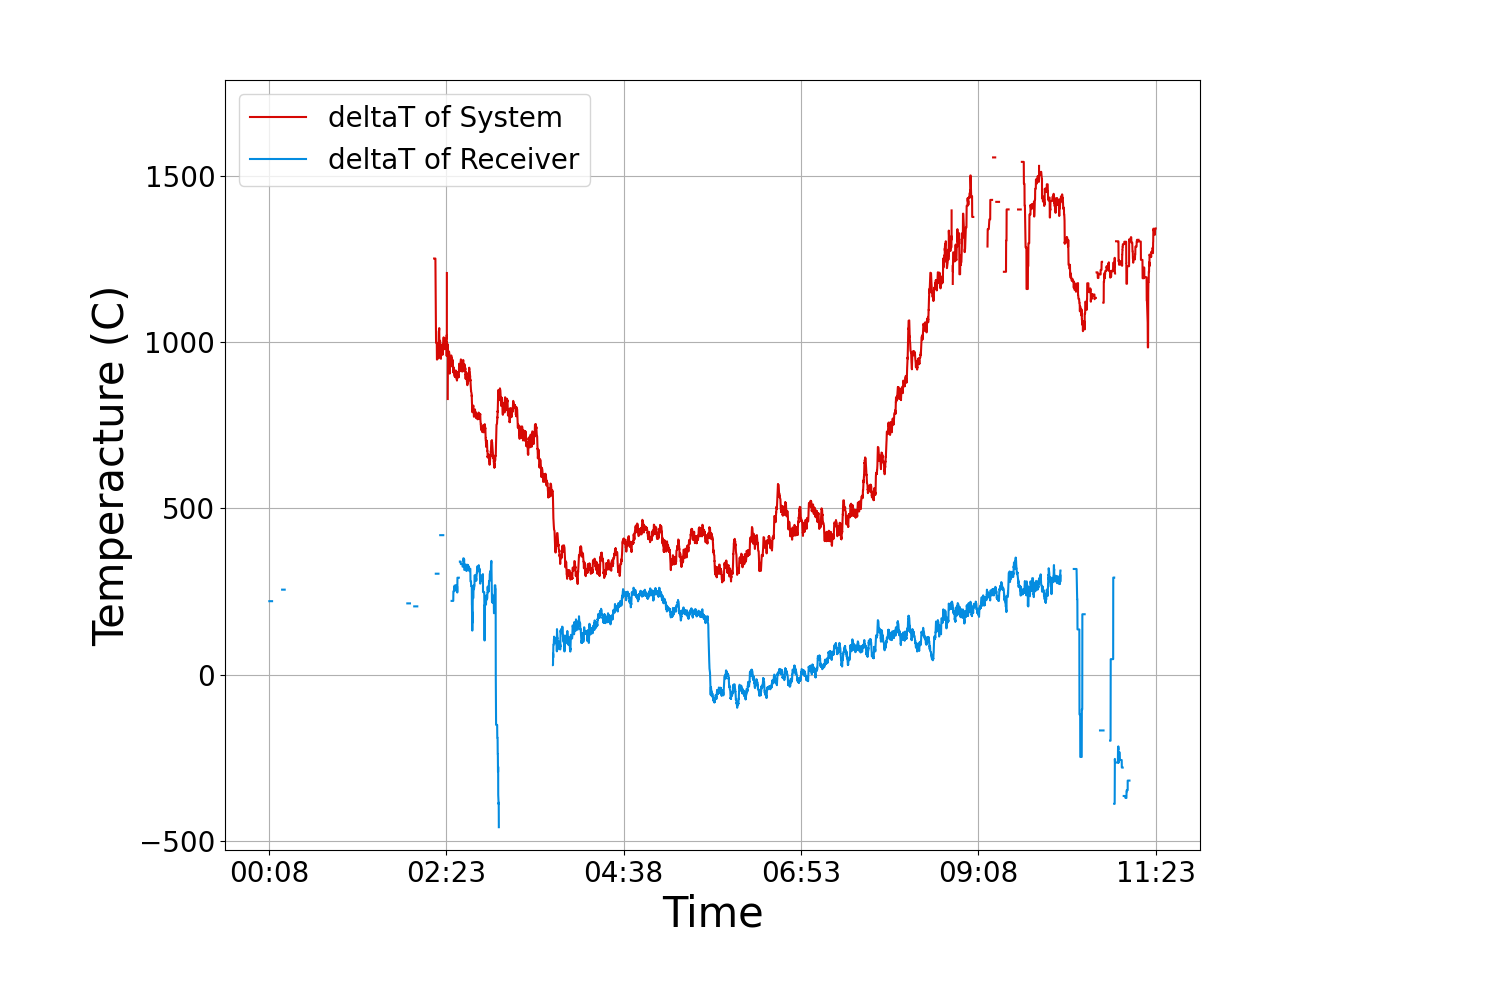 deltaT of System
deltaT of Receiver
1500
1000
500
0
−500
Temperacture (C)
00:08 02:23 04:38 06:53 09:08 11:23
Time